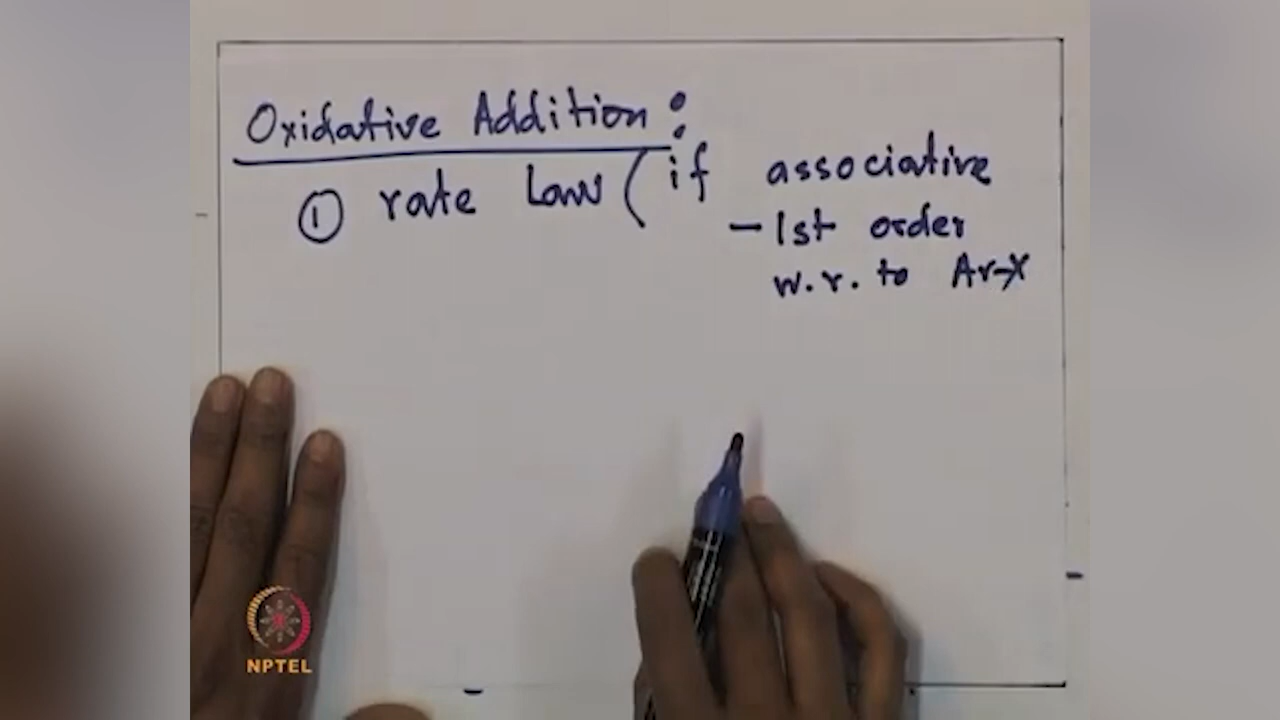 Oxidative Addition :
① rate law ( if associative
– 1st order
w.r. to Ar-X
NPTEL